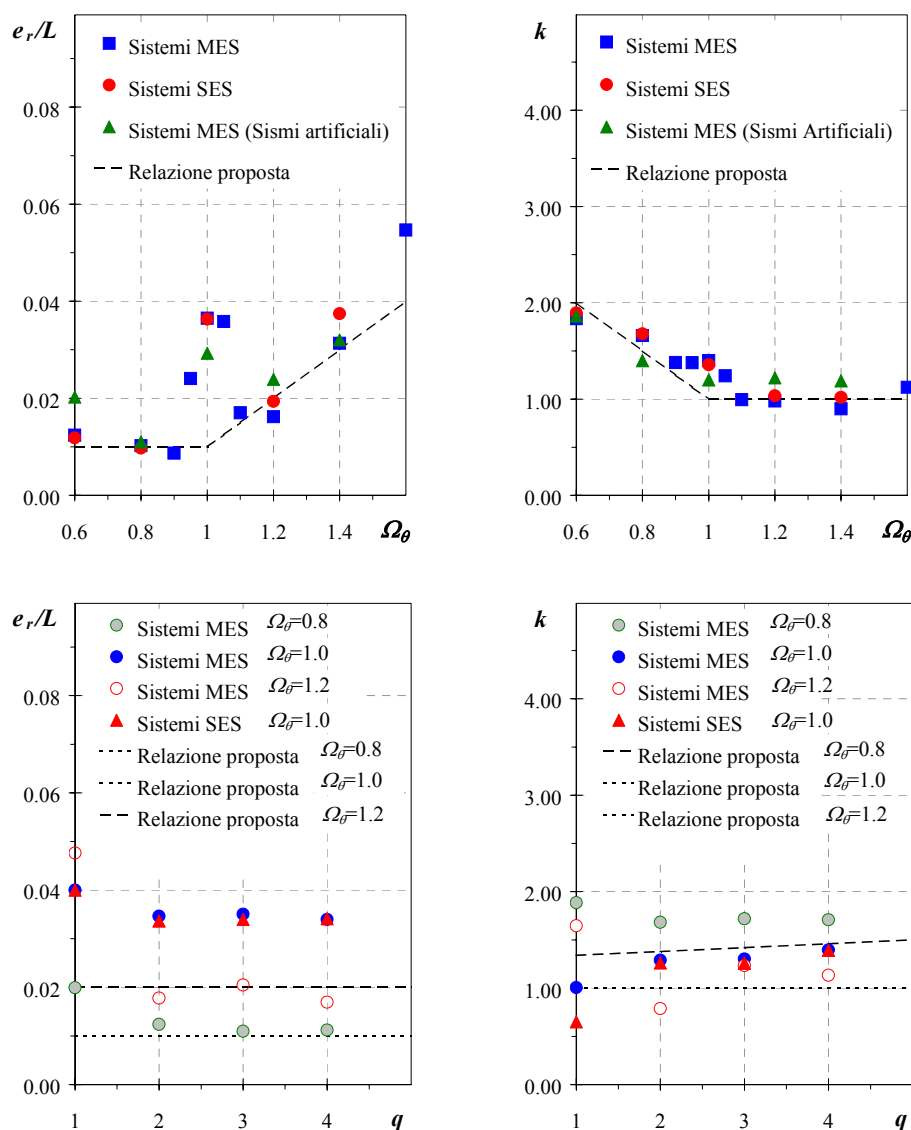 e_r/L
Sistemi MES
Sistemi SES
Sistemi MES (Sismi artificiali)
Relazione proposta
0.08
0.06
0.04
0.02
0.00
0.6 0.8 1 1.2 1.4 Ω_θ
k
Sistemi MES
Sistemi SES
Sistemi MES (Sismi Artificiali)
Relazione proposta
4.00
3.00
2.00
1.00
0.00
0.6 0.8 1 1.2 1.4 Ω_θ
e_r/L
Sistemi MES Ω_θ=0.8
Sistemi MES Ω_θ=1.0
Sistemi MES Ω_θ=1.2
Sistemi SES Ω_θ=1.0
Relazione proposta Ω_θ=0.8
Relazione proposta Ω_θ=1.0
Relazione proposta Ω_θ=1.2
0.08
0.06
0.04
0.02
0.00
1 2 3 4 q
k
Sistemi MES Ω_θ=0.8
Sistemi MES Ω_θ=1.0
Sistemi MES Ω_θ=1.2
Sistemi SES Ω_θ=1.0
Relazione proposta Ω_θ=0.8
Relazione proposta Ω_θ=1.0
Relazione proposta Ω_θ=1.2
4.00
3.00
2.00
1.00
0.00
1 2 3 4 q